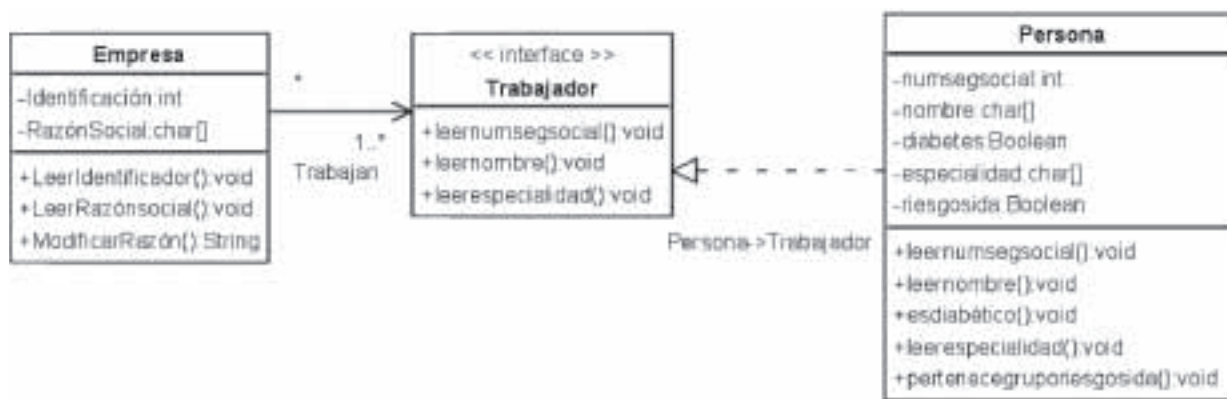 Empresa
-Identificación:int
-RazónSocial:char[]
+LeerIdentificador():void
+LeerRazónsocial():void
+ModificarRazón():String
*
1..*
Trabajan
<< interface >>
Trabajador
+leernumsegsocial():void
+leernombre():void
+leerespecialidad():void
Persona->Trabajador
Persona
-numsegsocial:int
-nombre:char[]
-diabetes:Boolean
-especialidad:char[]
-riesgosida:Boolean
+leernumsegsocial():void
+leernombre():void
+esdiabético():void
+leerespecialidad():void
+pertenecegruporiesgosida():void